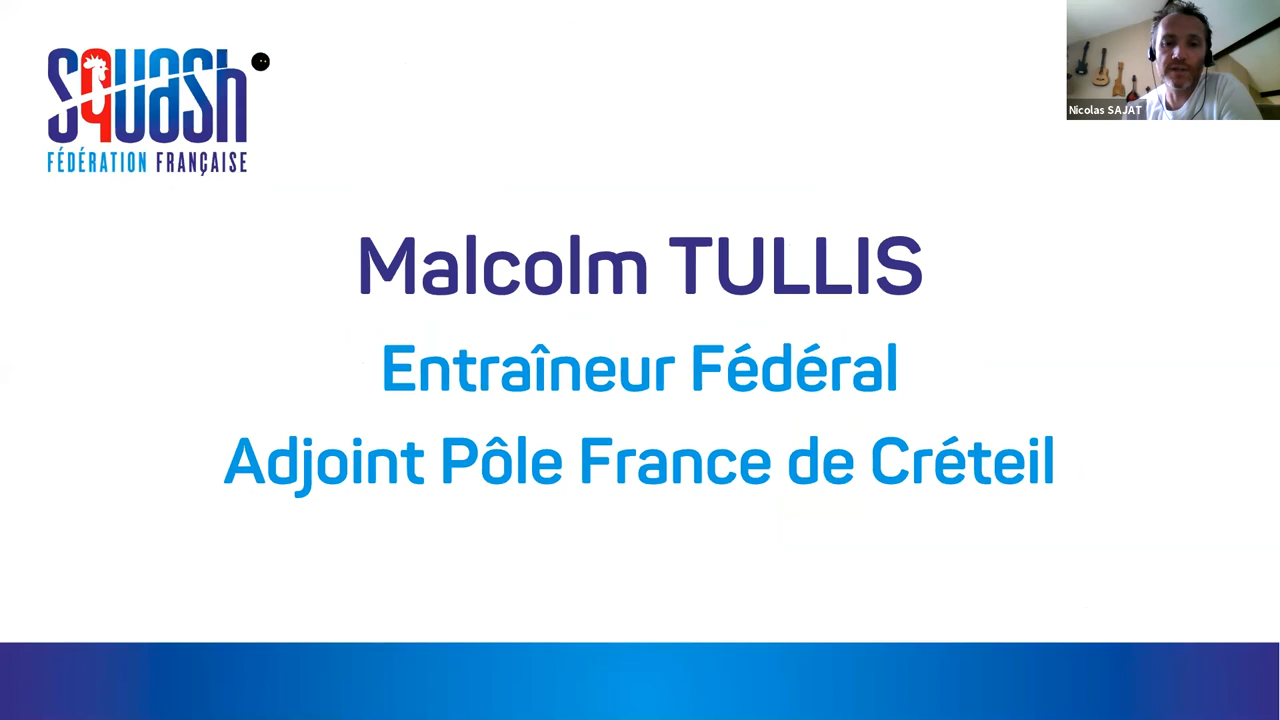 Squash
FÉDÉRATION FRANÇAISE
Nicolas SAJAT
Malcolm TULLIS
Entraîneur Fédéral
Adjoint Pôle France de Créteil